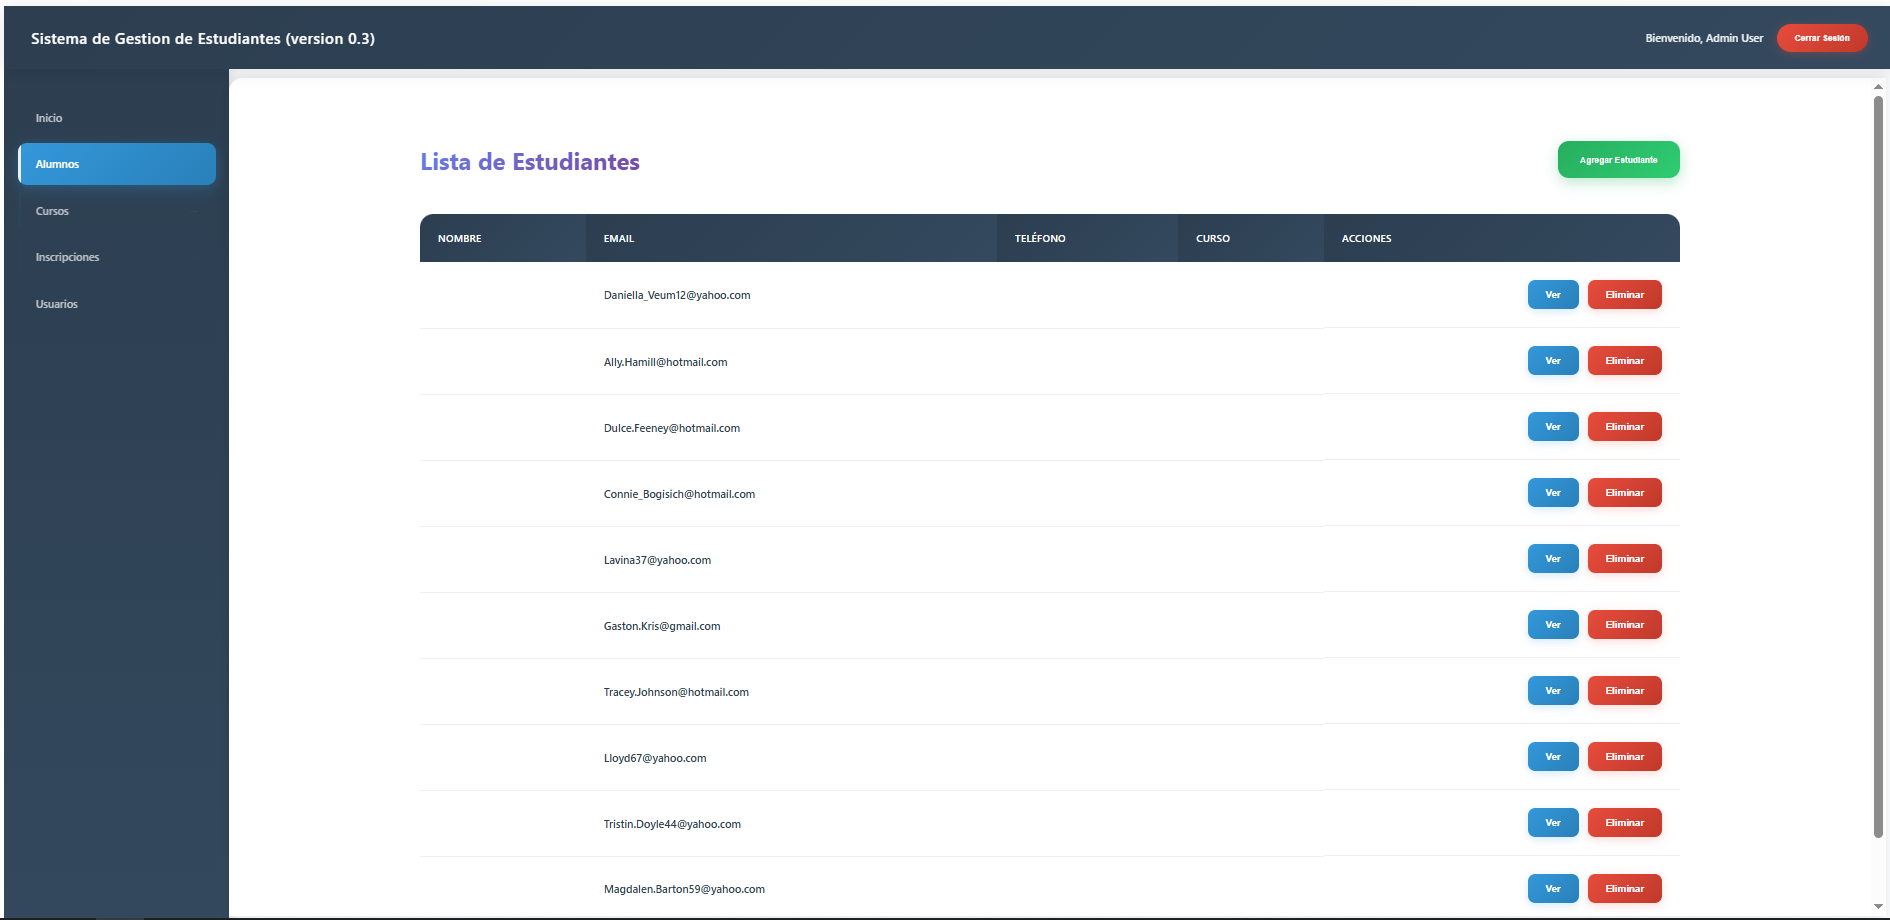 Sistema de Gestion de Estudiantes (version 0.3)
Bienvenido, Admin User
Cerrar Sesión
Inicio
Alumnos
Cursos
Inscripciones
Usuarios
Lista de Estudiantes
Agregar Estudiante
NOMBRE EMAIL TELÉFONO CURSO ACCIONES
Daniella_Veum12@yahoo.com Ver Eliminar
Ally.Hamill@hotmail.com Ver Eliminar
Dulce.Feeney@hotmail.com Ver Eliminar
Connie_Bogisich@hotmail.com Ver Eliminar
Lavina37@yahoo.com Ver Eliminar
Gaston.Kris@gmail.com Ver Eliminar
Tracey.Johnson@hotmail.com Ver Eliminar
Lloyd67@yahoo.com Ver Eliminar
Tristin.Doyle44@yahoo.com Ver Eliminar
Magdalen.Barton59@yahoo.com Ver Eliminar